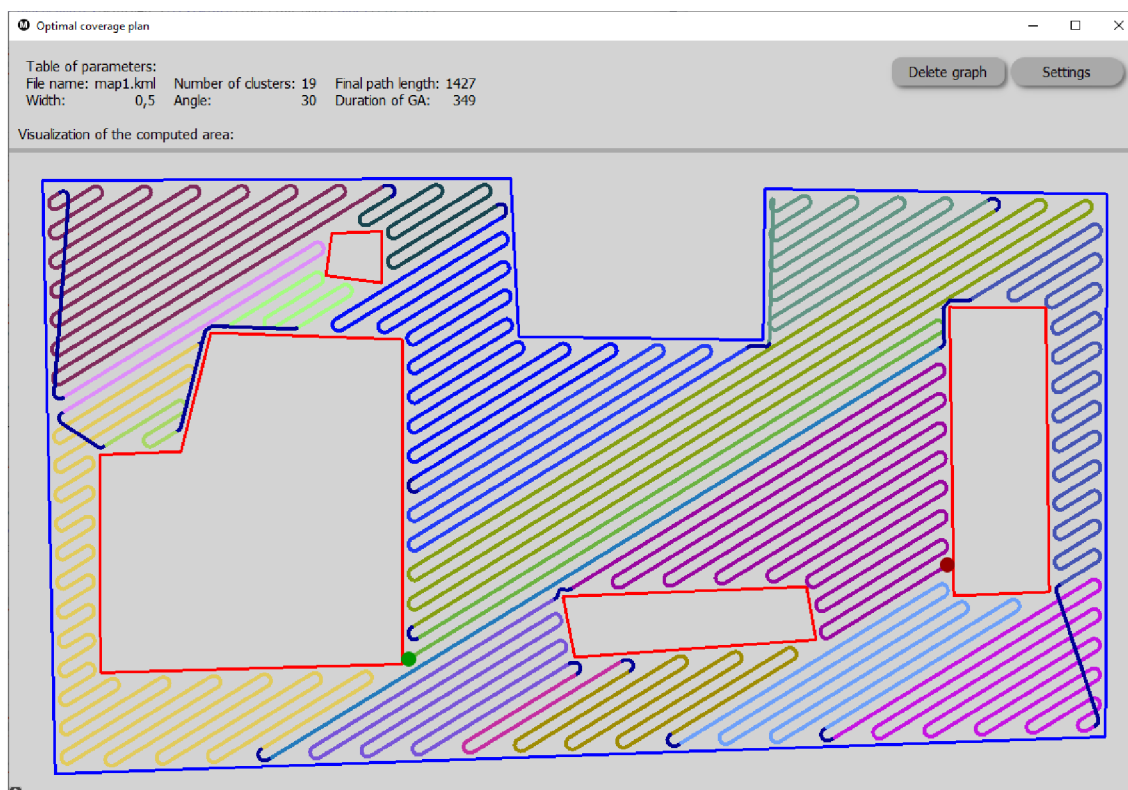 M Optimal coverage plan
Table of parameters:
File name: map1.kml Number of clusters: 19 Final path length: 1427
Width: 0,5 Angle: 30 Duration of GA: 349
Delete graph Settings
Visualization of the computed area: